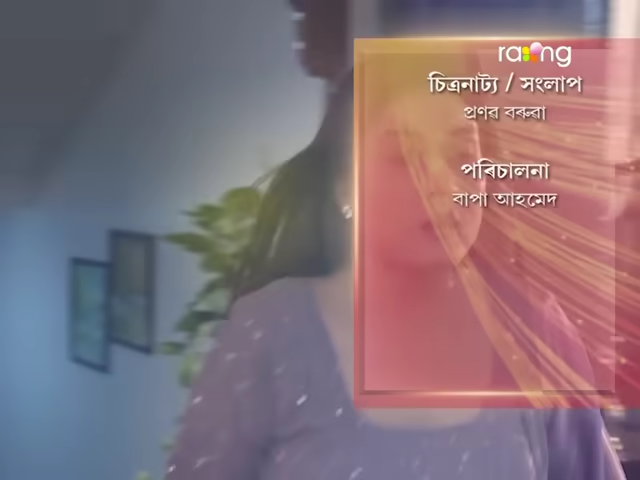 rang
চিত্ৰনাট্য / সংলাপ
প্ৰণৱ বৰুৱা
পৰিচালনা
বাপা আহমেদ